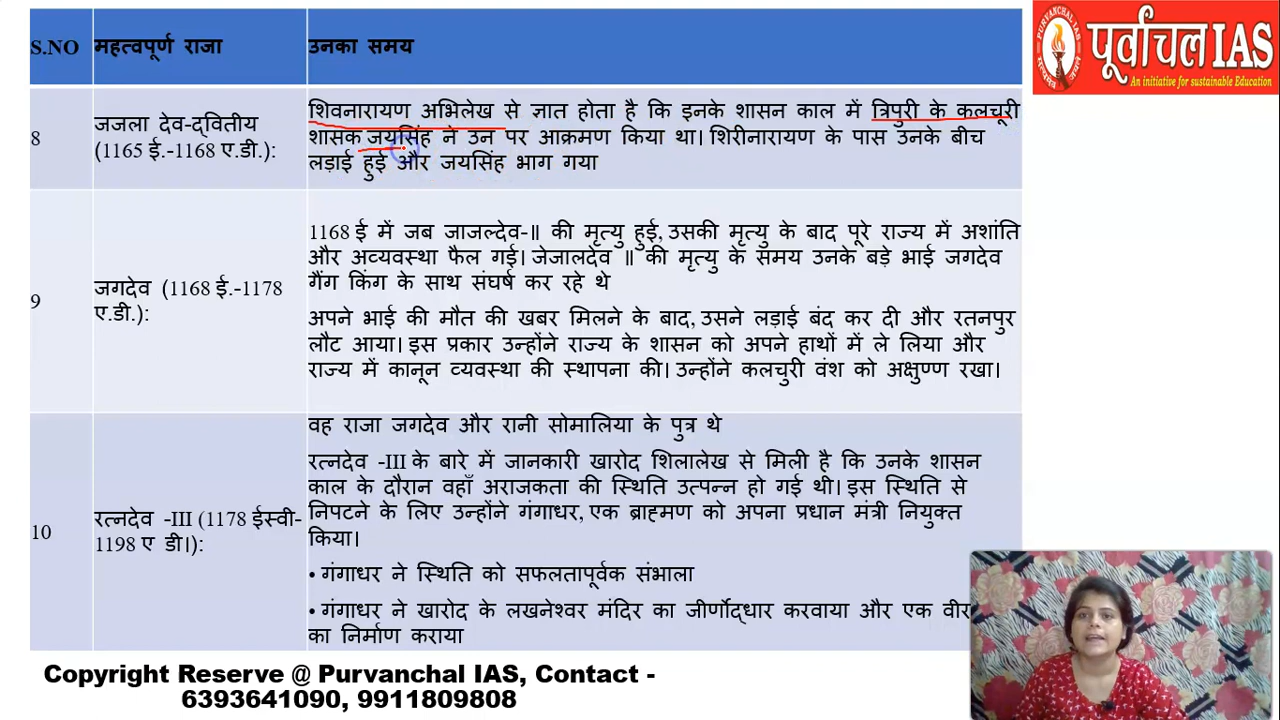 S.NO महत्वपूर्ण राजा उनका समय
PURVANCHAL IAS
पूर्वांचल IAS
An initiative for sustainable Education
8
जजला देव-द्वितीय
(1165 ई.-1168 ए.डी.):
शिवनारायण अभिलेख से ज्ञात होता है कि इनके शासन काल में त्रिपुरी के कलचूरी
शासक जयसिंह ने उन पर आक्रमण किया था। शिरीनारायण के पास उनके बीच
लड़ाई हुई और जयसिंह भाग गया
9
जगदेव (1168 ई.-1178
ए.डी.):
1168 ई में जब जाजल्देव-॥ की मृत्यु हुई, उसकी मृत्यु के बाद पूरे राज्य में अशांति
और अव्यवस्था फैल गई। जेजालदेव ॥ की मृत्यु के समय उनके बड़े भाई जगदेव
गैंग किंग के साथ संघर्ष कर रहे थे
अपने भाई की मौत की खबर मिलने के बाद, उसने लड़ाई बंद कर दी और रतनपुर
लौट आया। इस प्रकार उन्होंने राज्य के शासन को अपने हाथों में ले लिया और
राज्य में कानून व्यवस्था की स्थापना की। उन्होंने कलचुरी वंश को अक्षुण्ण रखा।
10
रत्नदेव -III (1178 ईस्वी-
1198 ए डी।):
वह राजा जगदेव और रानी सोमालिया के पुत्र थे
रत्नदेव -III के बारे में जानकारी खारोद शिलालेख से मिली है कि उनके शासन
काल के दौरान वहाँ अराजकता की स्थिति उत्पन्न हो गई थी। इस स्थिति से
निपटने के लिए उन्होंने गंगाधर, एक ब्राह्मण को अपना प्रधान मंत्री नियुक्त
किया।
• गंगाधर ने स्थिति को सफलतापूर्वक संभाला
• गंगाधर ने खारोद के लखनेश्वर मंदिर का जीर्णोद्धार करवाया और एक वीर
का निर्माण कराया
Copyright Reserve @ Purvanchal IAS, Contact -
6393641090, 9911809808